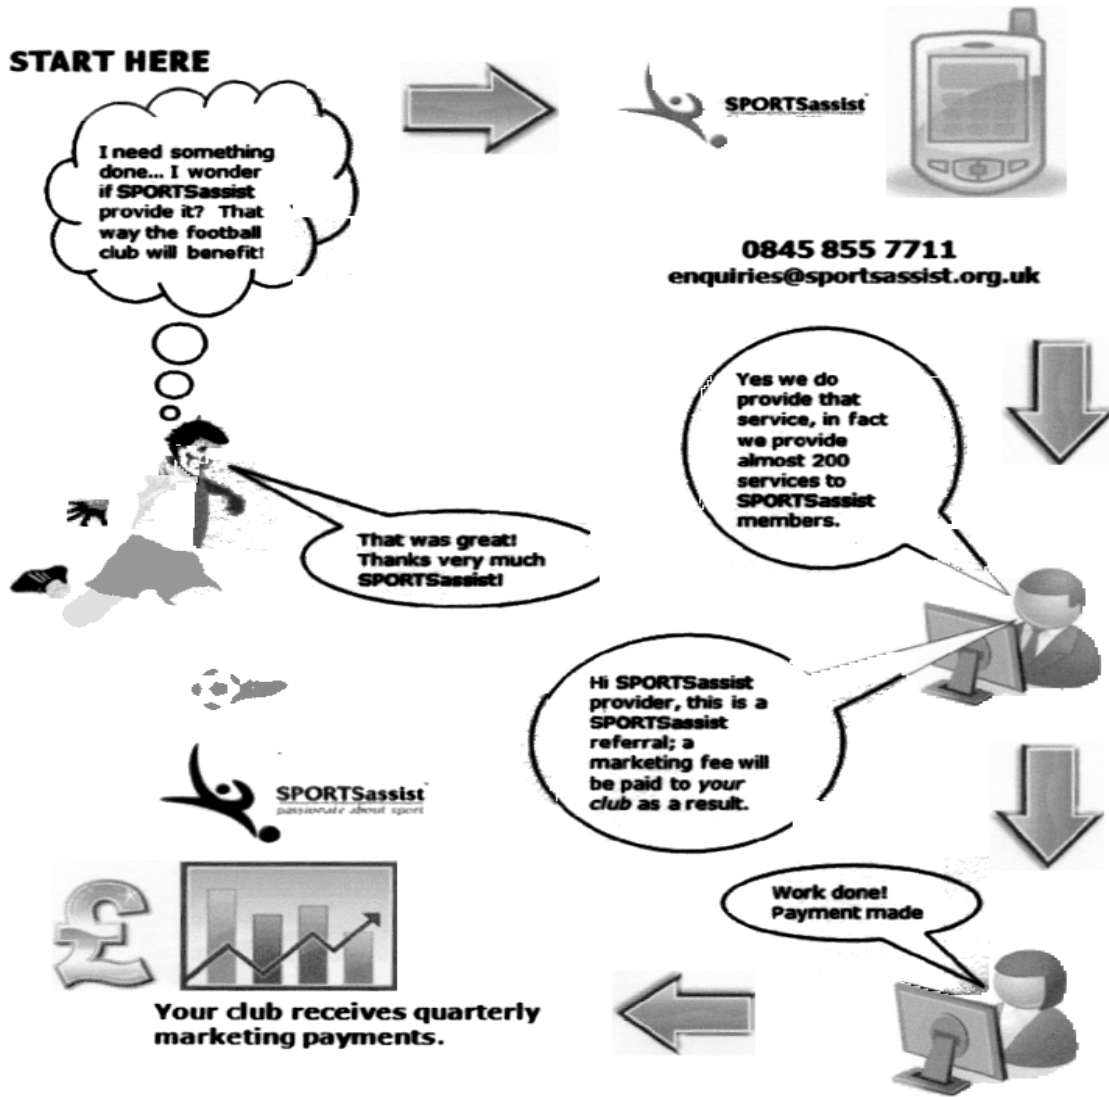 START HERE
I need something
done... I wonder
if SPORTSassist
provide it? That
way the football
club will benefit!
SPORTSassist
0845 855 7711
enquiries@sportsassist.org.uk
Yes we do
provide that
service, in fact
we provide
almost 200
services to
SPORTSassist
members.
Hi SPORTSassist
provider, this is a
SPORTSassist
referral; a
marketing fee will
be paid to your
club as a result.
Work done!
Payment made
Your club receives quarterly
marketing payments.
SPORTSassist
passionate about sport
That was great!
Thanks very much
SPORTSassist!